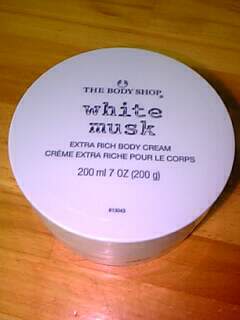 THE BODY SHOP®
white
musk
EXTRA RICH BODY CREAM
CRÈME EXTRA RICHE POUR LE CORPS
200 ml 7 OZ (200 g)